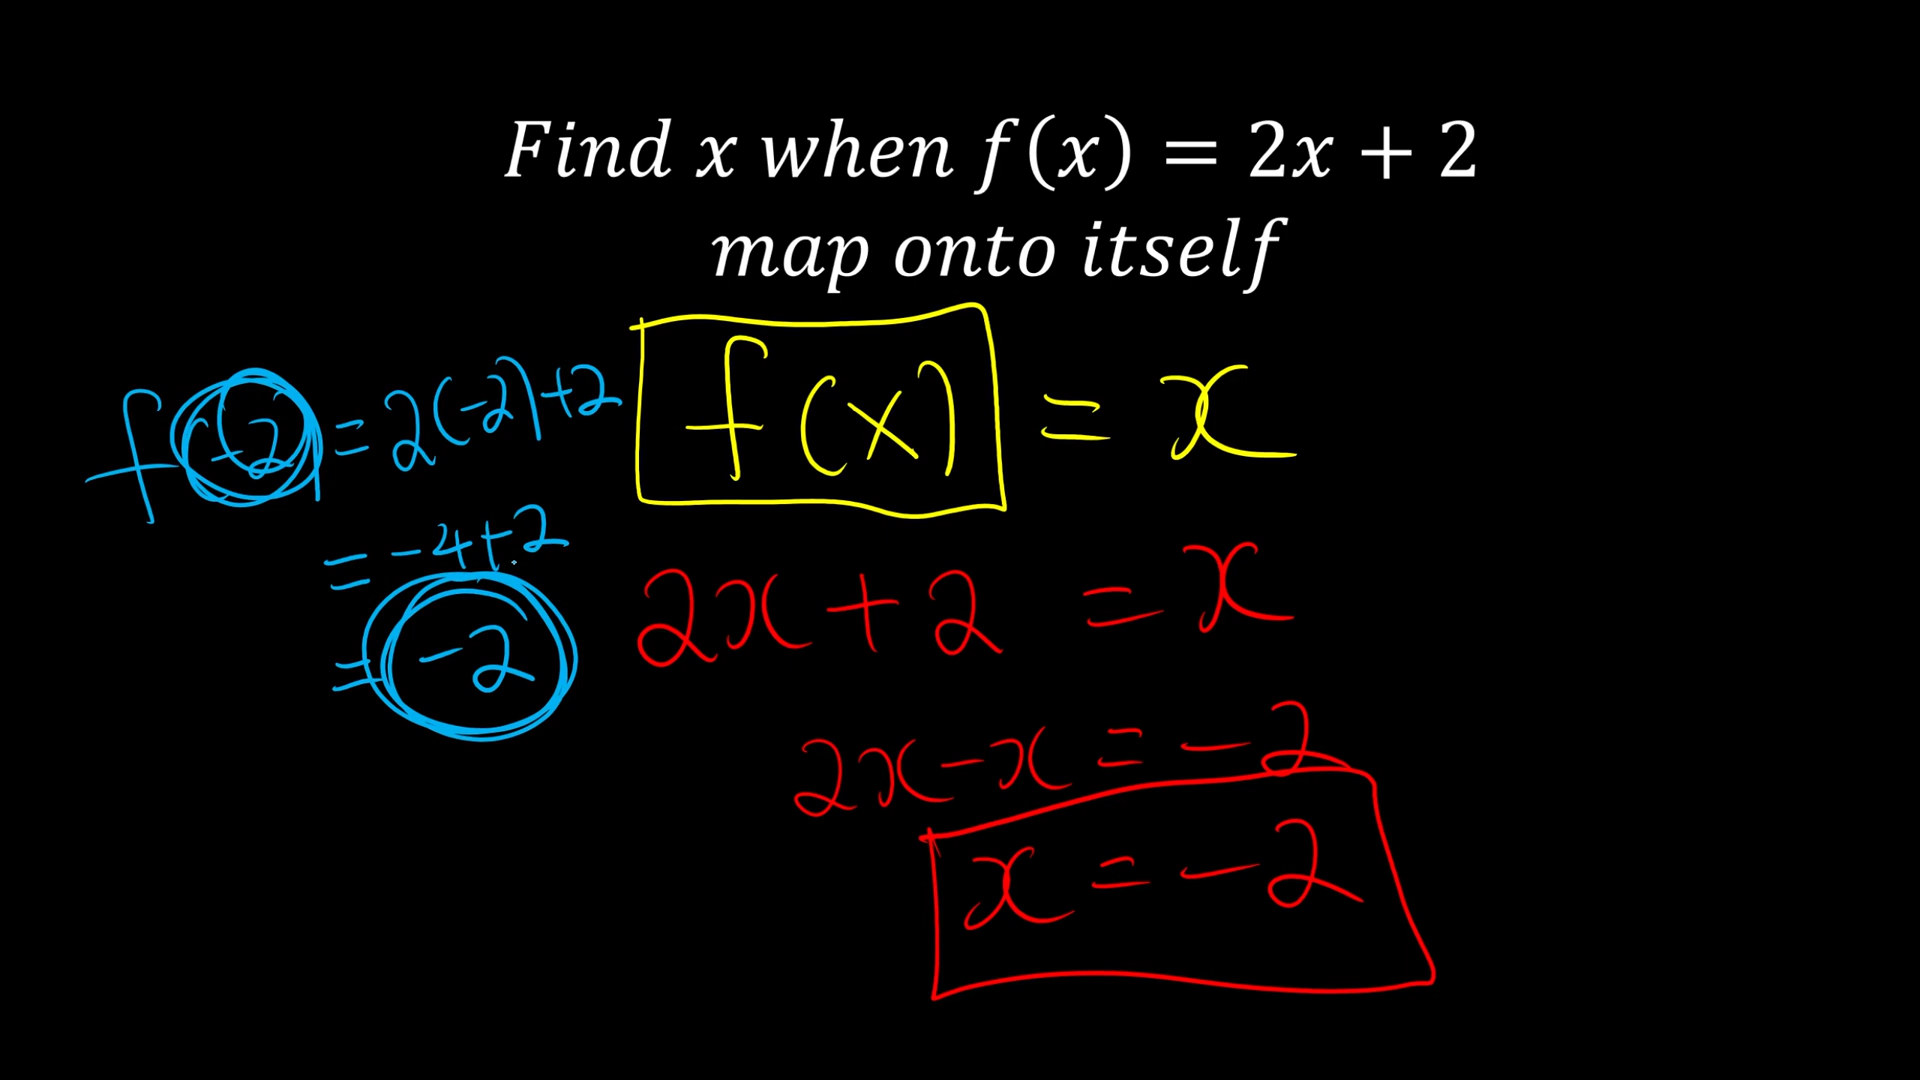 Find x when f(x) = 2x + 2
map onto itself
f(x) = x
2x + 2 = x
2x - x = -2
x = -2
f(-2) = 2(-2) + 2
= -4 + 2
= -2